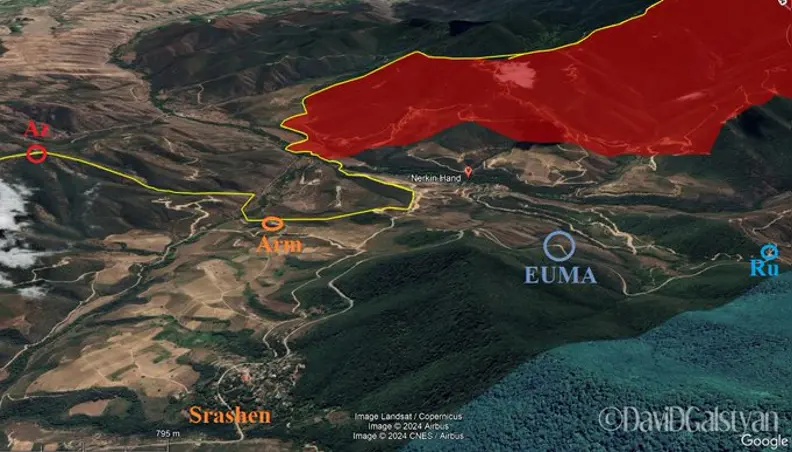 Az
Nerkin Hand
Arm
EUMA
Ru
Srashen
795 m
Image Landsat / Copernicus
Image © 2024 Airbus
Image © 2024 CNES / Airbus
©DaviDGalstyan
Google